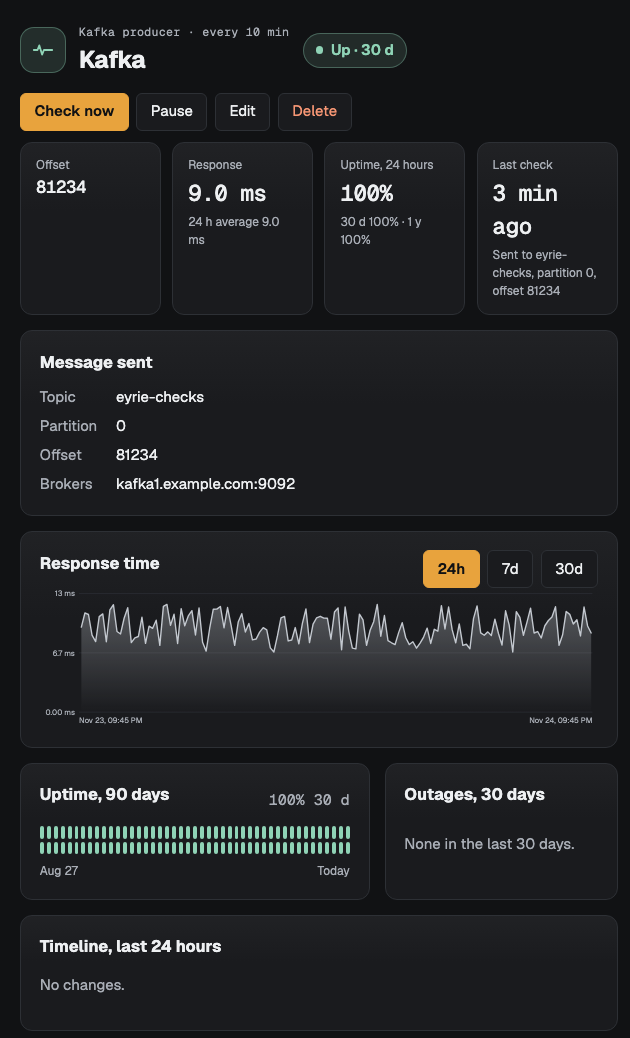 Kafka producer · every 10 min
Kafka
Up · 30 d
Check now
Pause
Edit
Delete
Offset
81234
Response
9.0 ms
24 h average 9.0
ms
Uptime, 24 hours
100%
30 d 100% · 1 y
100%
Last check
3 min
ago
Sent to eyrie-
checks, partition 0,
offset 81234
Message sent
Topic eyrie-checks
Partition 0
Offset 81234
Brokers kafka1.example.com:9092
Response time
24h
7d
30d
13 ms
6.7 ms
0.00 ms
Nov 23, 09:45 PM
Nov 24, 09:45 PM
Uptime, 90 days
100% 30 d
Aug 27
Today
Outages, 30 days
None in the last 30 days.
Timeline, last 24 hours
No changes.